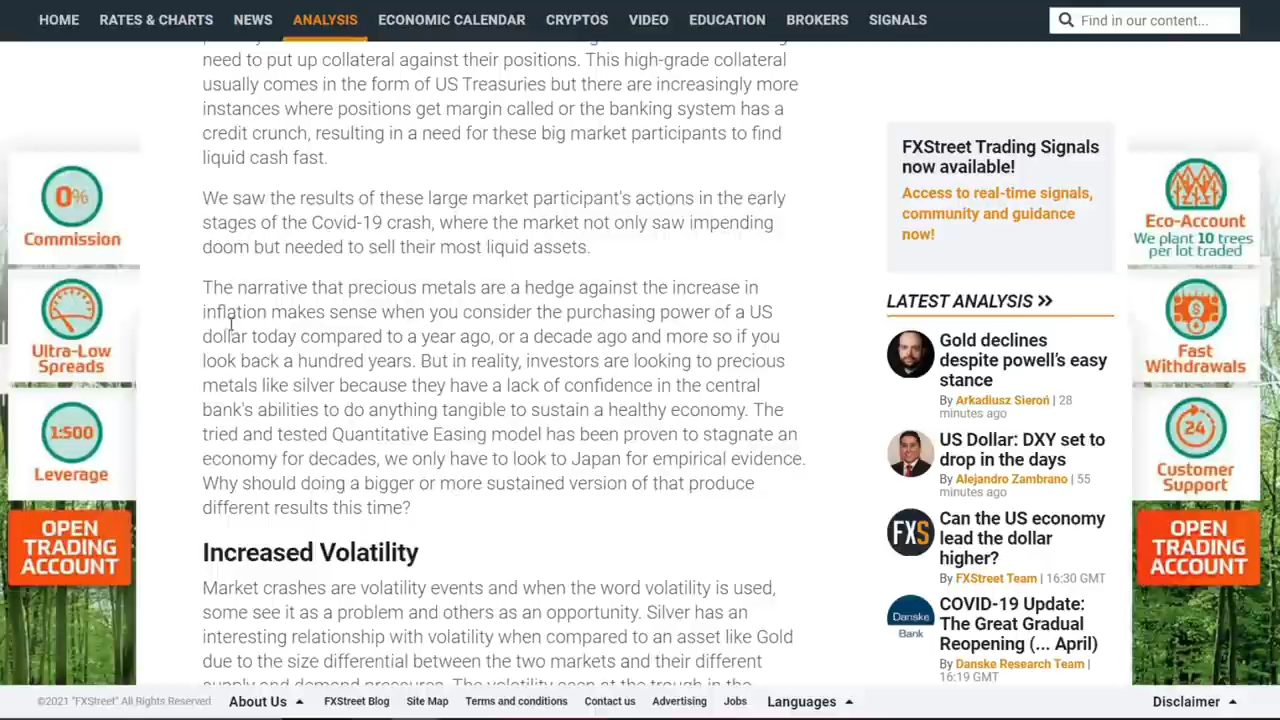 HOME RATES & CHARTS NEWS ANALYSIS ECONOMIC CALENDAR CRYPTOS VIDEO EDUCATION BROKERS SIGNALS
Find in our content...
need to put up collateral against their positions. This high-grade collateral
usually comes in the form of US Treasuries but there are increasingly more
instances where positions get margin called or the banking system has a
credit crunch, resulting in a need for these big market participants to find
liquid cash fast.
We saw the results of these large market participant's actions in the early
stages of the Covid-19 crash, where the market not only saw impending
doom but needed to sell their most liquid assets.
The narrative that precious metals are a hedge against the increase in
inflation makes sense when you consider the purchasing power of a US
dollar today compared to a year ago, or a decade ago and more so if you
look back a hundred years. But in reality, investors are looking to precious
metals like silver because they have a lack of confidence in the central
bank's abilities to do anything tangible to sustain a healthy economy. The
tried and tested Quantitative Easing model has been proven to stagnate an
economy for decades, we only have to look to Japan for empirical evidence.
Why should doing a bigger or more sustained version of that produce
different results this time?
Increased Volatility
Market crashes are volatility events and when the word volatility is used,
some see it as a problem and others as an opportunity. Silver has an
interesting relationship with volatility when compared to an asset like Gold
due to the size differential between the two markets and their different
supply and demand pressures. The volatility seen at the trough in the
0%
Commission
Ultra-Low
Spreads
1:500
Leverage
OPEN
TRADING
ACCOUNT
FXStreet Trading Signals
now available!
Access to real-time signals,
community and guidance
now!
LATEST ANALYSIS >>
Gold declines
despite powell's easy
stance
By Arkadiusz Sieroń | 28
minutes ago
US Dollar: DXY set to
drop in the days
By Alejandro Zambrano | 55
minutes ago
FXS
Can the US economy
lead the dollar
higher?
By FXStreet Team | 16:30 GMT
Danske
Bank
COVID-19 Update:
The Great Gradual
Reopening (... April)
By Danske Research Team |
16:19 GMT
Eco-Account
We plant 10 trees
per lot traded
Fast
Withdrawals
24
Customer
Support
OPEN
TRADING
ACCOUNT
©2021 "FXStreet" All Rights Reserved About Us FXStreet Blog Site Map Terms and conditions Contact us Advertising Jobs Languages Disclaimer